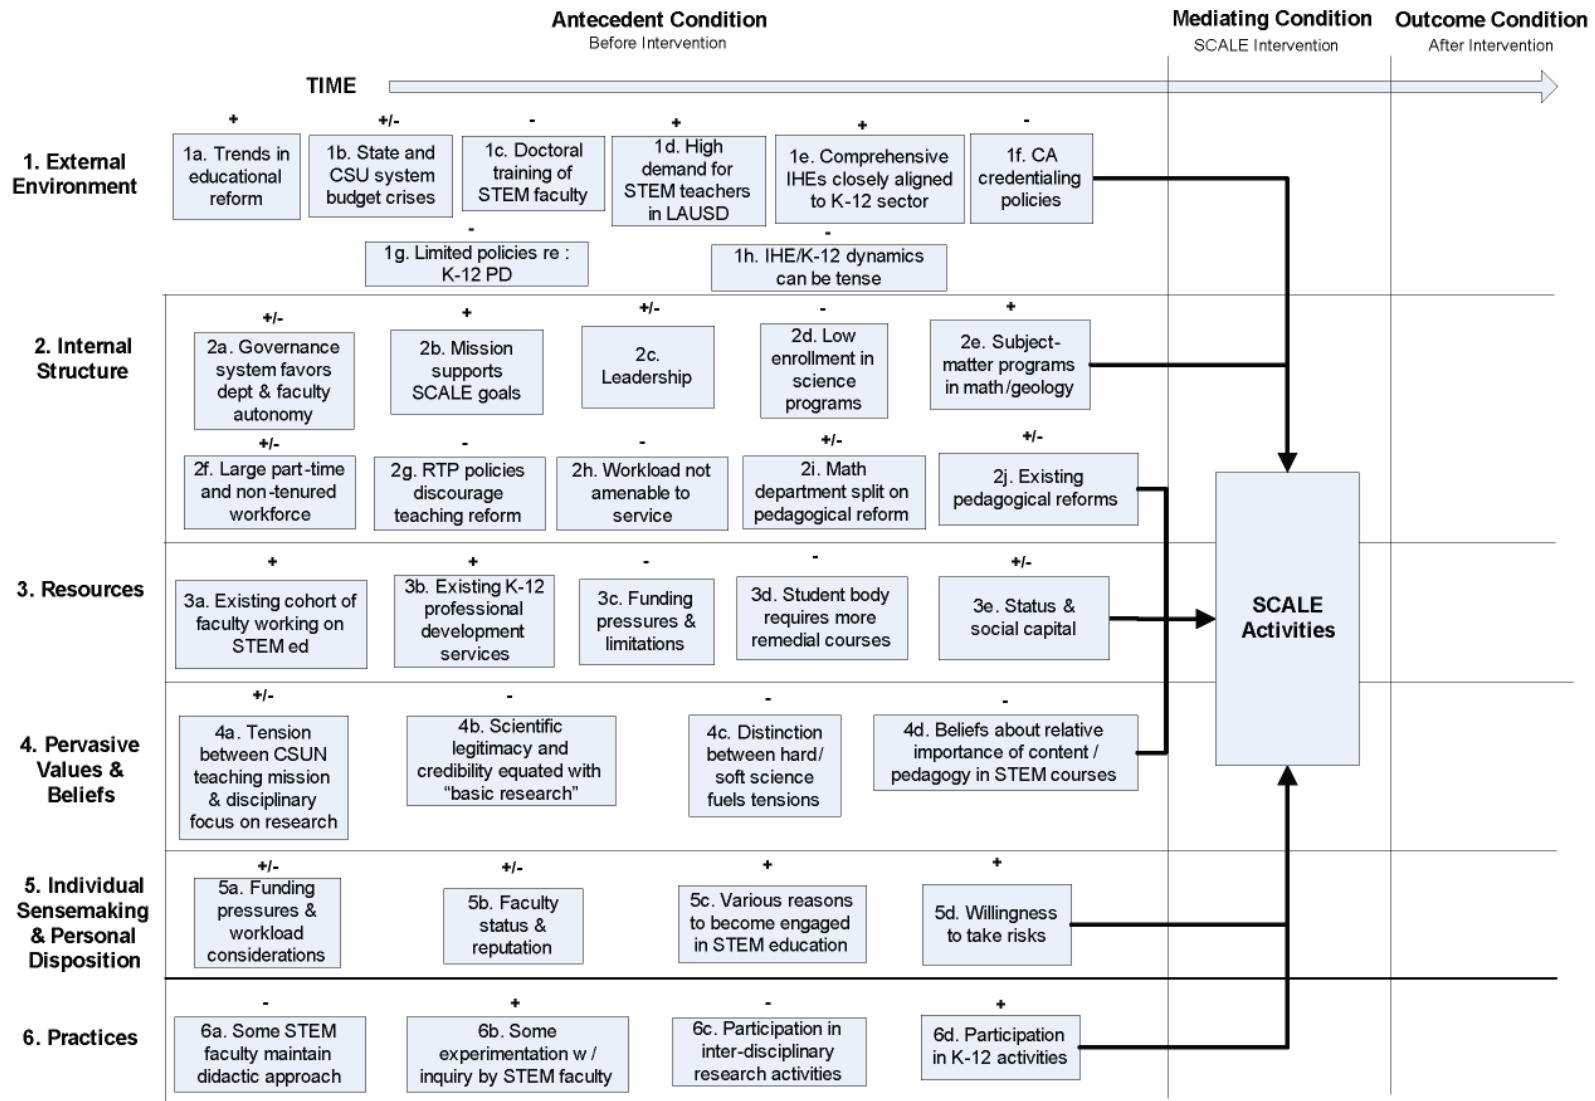 Antecedent Condition
Before Intervention
Mediating Condition
SCALE Intervention
Outcome Condition
After Intervention
TIME
1. External
Environment
+
1a. Trends in
educational
reform
+/-
1b. State and
CSU system
budget crises
-
1c. Doctoral
training of
STEM faculty
+
1d. High
demand for
STEM teachers
in LAUSD
+
1e. Comprehensive
IHEs closely aligned
to K-12 sector
-
1f. CA
credentialing
policies
-
1g. Limited policies re :
K-12 PD
-
1h. IHE/K-12 dynamics
can be tense
2. Internal
Structure
+/-
2a. Governance
system favors
dept & faculty
autonomy
+
2b. Mission
supports
SCALE goals
+/-
2c.
Leadership
-
2d. Low
enrollment in
science
programs
+
2e. Subject-
matter programs
in math/geology
+/-
2f. Large part-time
and non-tenured
workforce
-
2g. RTP policies
discourage
teaching reform
-
2h. Workload not
amenable to
service
+/-
2i. Math
department split on
pedagogical reform
+/-
2j. Existing
pedagogical reforms
3. Resources
+
3a. Existing cohort of
faculty working on
STEM ed
+
3b. Existing K-12
professional
development
services
-
3c. Funding
pressures &
limitations
-
3d. Student body
requires more
remedial courses
+/-
3e. Status &
social capital
SCALE
Activities
4. Pervasive
Values &
Beliefs
+/-
4a. Tension
between CSUN
teaching mission
& disciplinary
focus on research
-
4b. Scientific
legitimacy and
credibility equated with
“basic research”
-
4c. Distinction
between hard/
soft science
fuels tensions
-
4d. Beliefs about relative
importance of content /
pedagogy in STEM courses
5. Individual
Sensemaking
& Personal
Disposition
+/-
5a. Funding
pressures &
workload
considerations
+/-
5b. Faculty
status &
reputation
+
5c. Various reasons
to become engaged
in STEM education
+
5d. Willingness
to take risks
6. Practices
-
6a. Some STEM
faculty maintain
didactic approach
+
6b. Some
experimentation w /
inquiry by STEM faculty
-
6c. Participation in
inter-disciplinary
research activities
+
6d. Participation
in K-12 activities